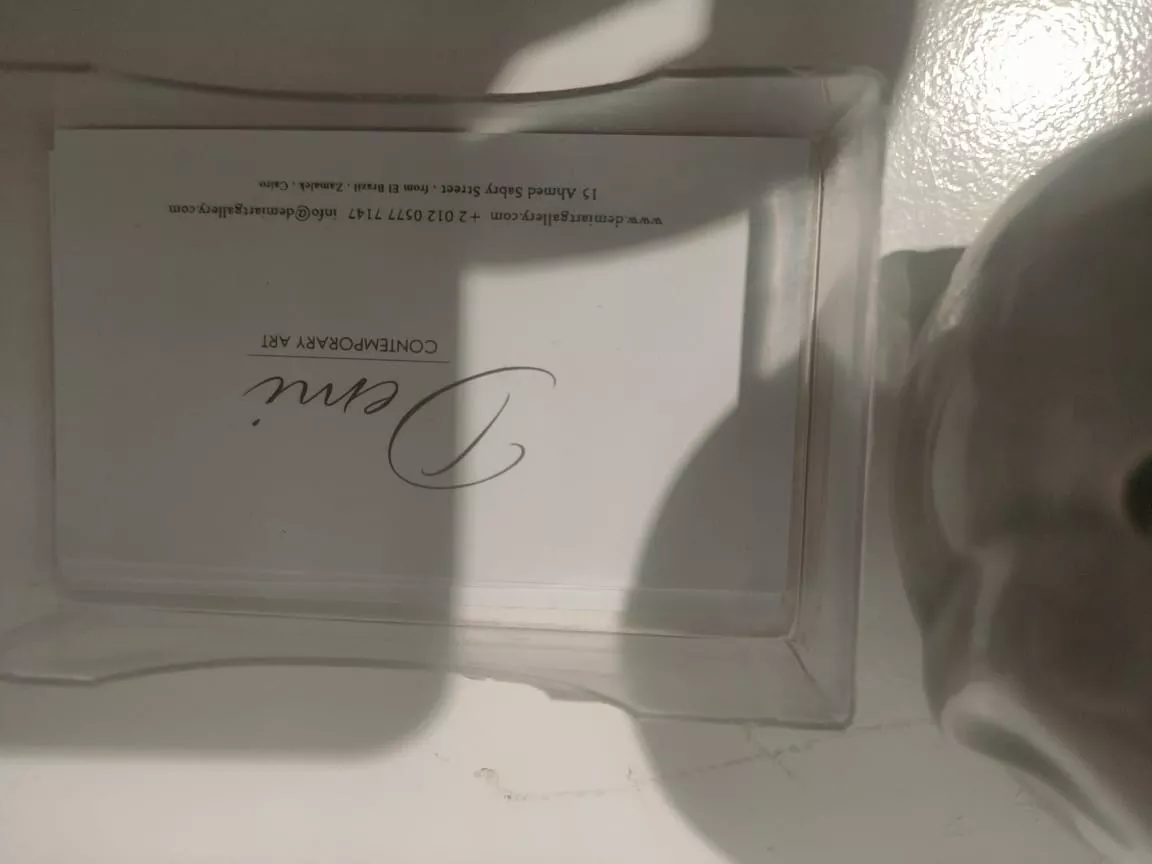 Demi
CONTEMPORARY ART
www.demiartgallery.com + 2 012 0577 7147 info@demiartgallery.com
15 Ahmed Sabry Street . from El Brazil . Zamalek . Cairo